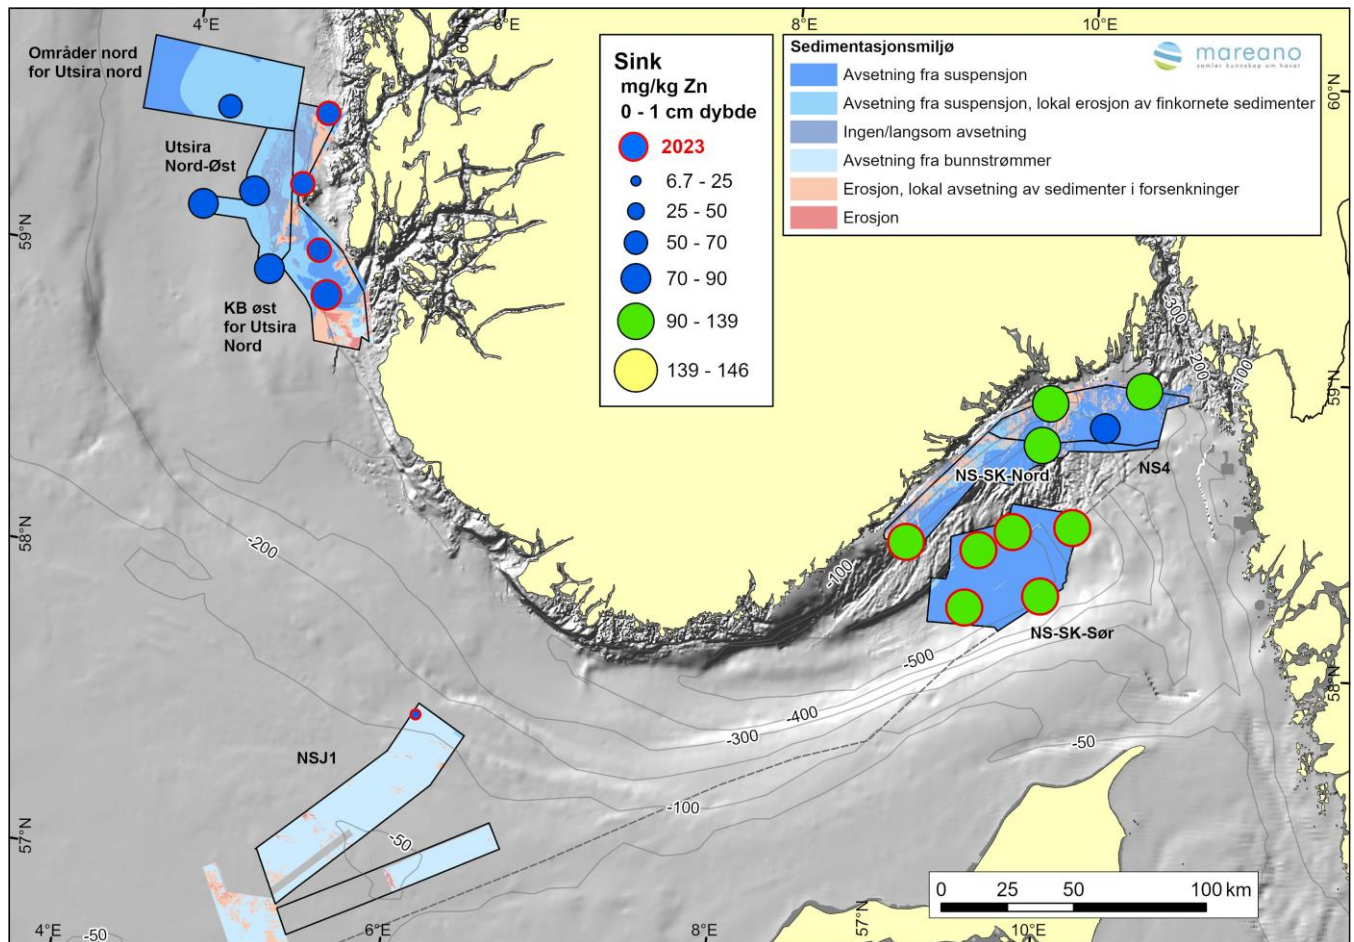 4°E
6°E
60°N
8°E
10°E
60°N
Områder nord
for Utsira nord
Utsira
Nord-Øst
59°N
KB øst
for Utsira
Nord
Sink
mg/kg Zn
0 - 1 cm dybde
2023
6.7 - 25
25 - 50
50 - 70
70 - 90
90 - 139
139 - 146
Sedimentasjonsmiljø
mareano
samler kunnskap om havet
Avsetning fra suspensjon
Avsetning fra suspensjon, lokal erosjon av finkornete sedimenter
Ingen/langsom avsetning
Avsetning fra bunnstrømmer
Erosjon, lokal avsetning av sedimenter i forsenkninger
Erosjon
-300
-200
-100
59°N
NS-SK-Nord
NS4
58°N
-200
-100
NS-SK-Sør
-500
58°N
-400
-300
-50
NSJ1
-100
57°N
-50
0
25
50
100 km
57°N
-50
4°E
6°E
8°E
10°E